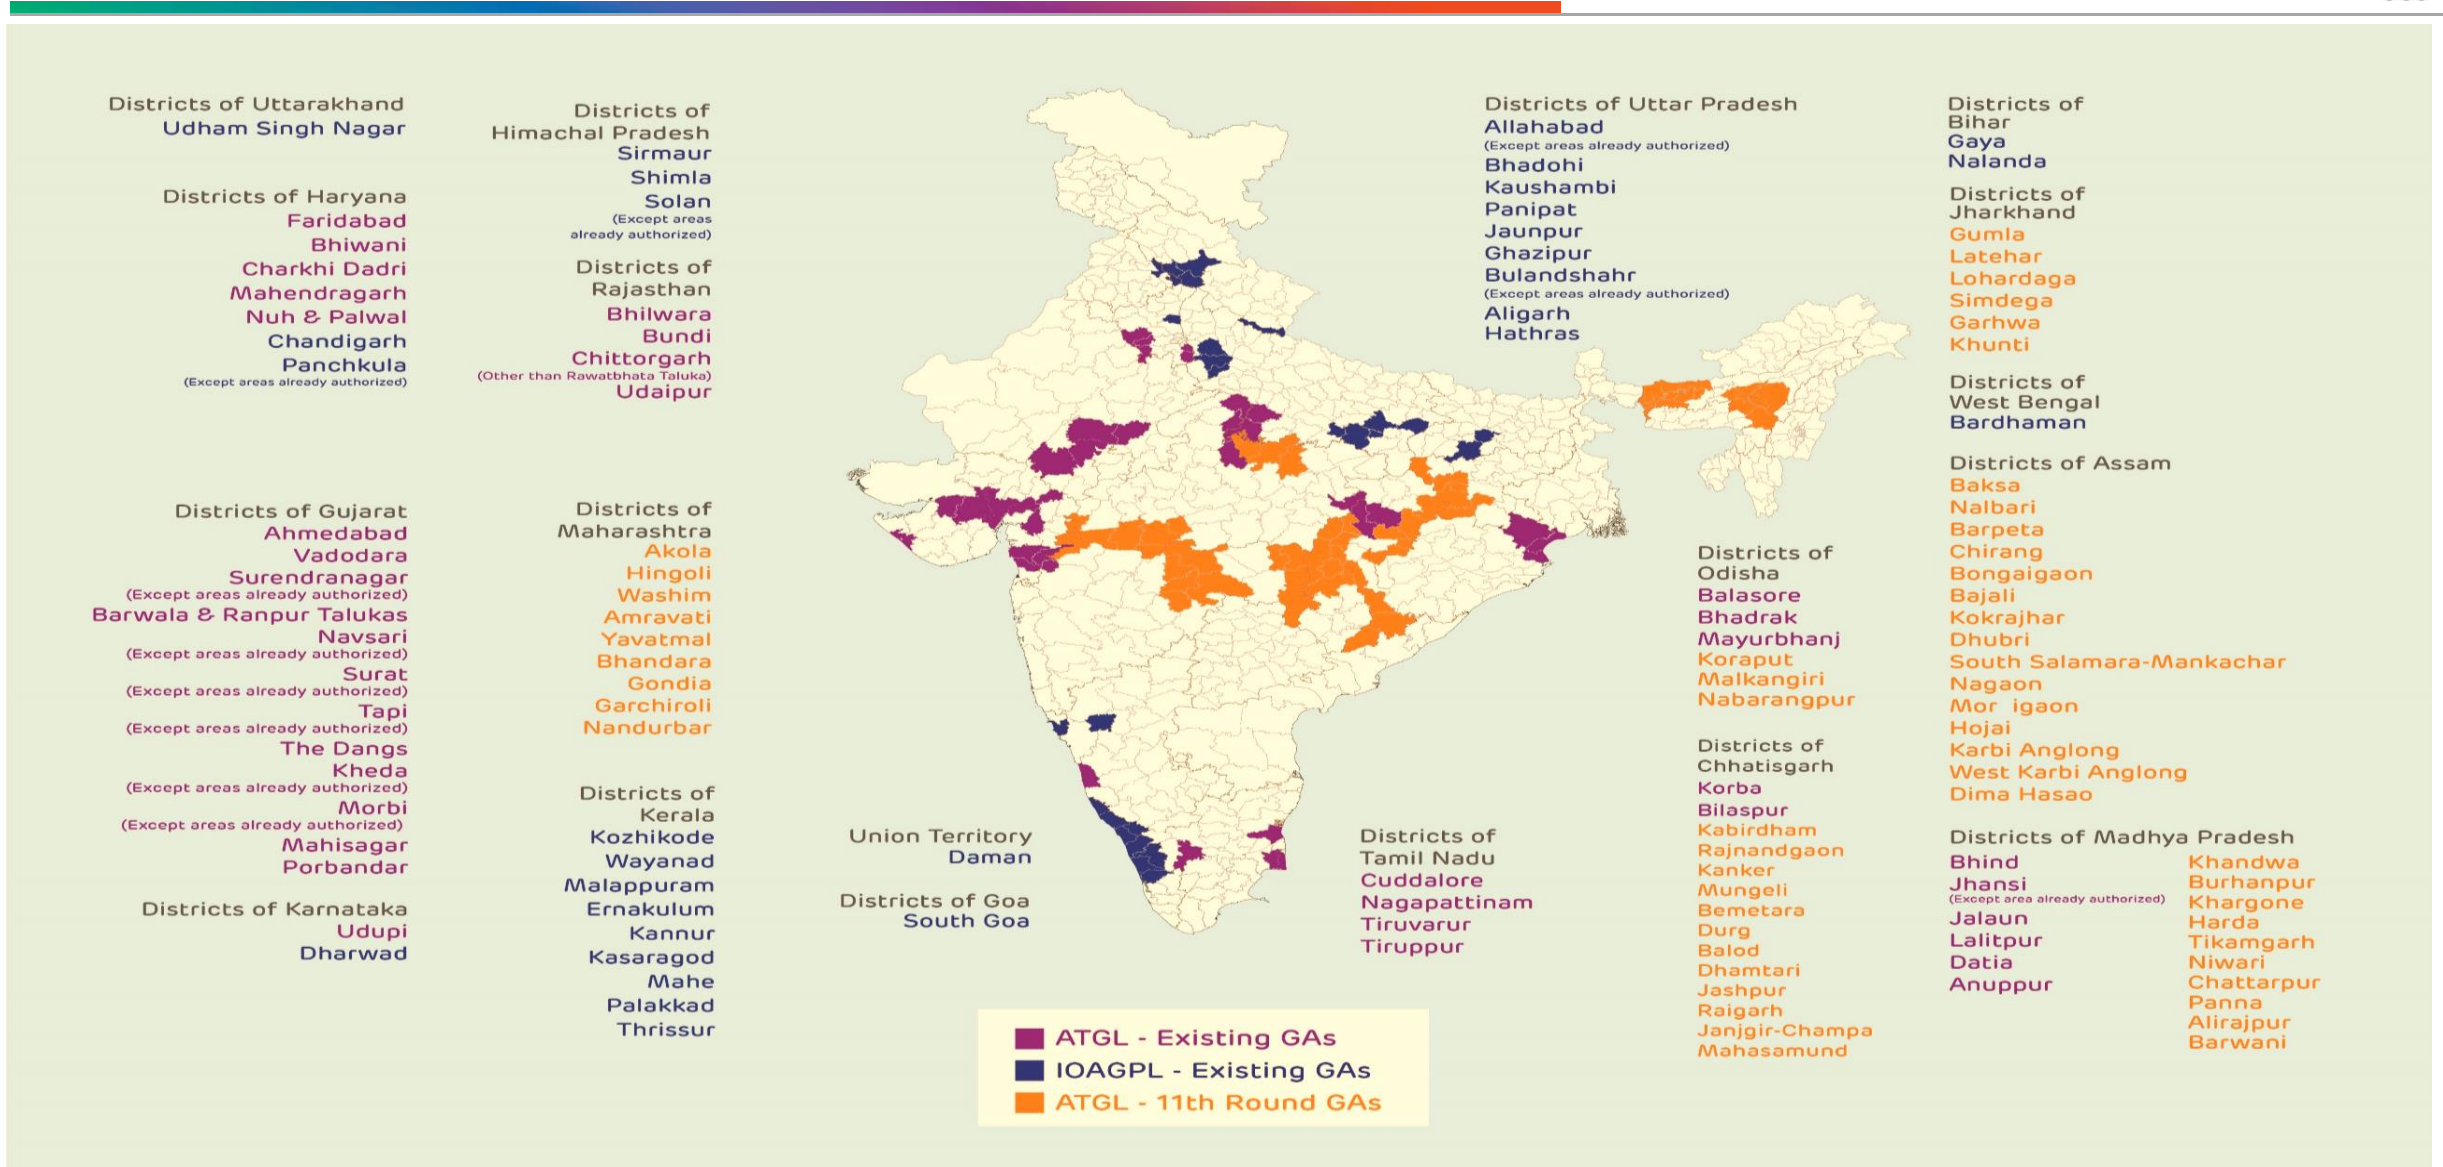 Districts of Uttarakhand
Udham Singh Nagar
Districts of Haryana
Faridabad
Bhiwani
Charkhi Dadri
Mahendragarh
Nuh & Palwal
Chandigarh
Panchkula
(Except areas already authorized)
Districts of Gujarat
Ahmedabad
Vadodara
Surendranagar
(Except areas already authorized)
Barwala & Ranpur Talukas
Navsari
(Except areas already authorized)
Surat
(Except areas already authorized)
Tapi
(Except areas already authorized)
The Dangs
Kheda
(Except areas already authorized)
Morbi
(Except areas already authorized)
Mahisagar
Porbandar
Districts of Karnataka
Udupi
Dharwad
Districts of
Himachal Pradesh
Sirmaur
Shimla
Solan
(Except areas
already authorized)
Districts of
Rajasthan
Bhilwara
Bundi
Chittorgarh
(Other than Rawatbhata Taluka)
Udaipur
Districts of
Maharashtra
Akola
Hingoli
Washim
Amravati
Yavatmal
Bhandara
Gondia
Garchiroli
Nandurbar
Districts of
Kerala
Kozhikode
Wayanad
Malappuram
Ernakulum
Kannur
Kasaragod
Mahe
Palakkad
Thrissur
Union Territory
Daman
Districts of Goa
South Goa
ATGL - Existing GAs
IOAGPL - Existing GAs
ATGL - 11th Round GAs
Districts of
Tamil Nadu
Cuddalore
Nagapattinam
Tiruvarur
Tiruppur
Districts of Uttar Pradesh
Allahabad
(Except areas already authorized)
Bhadohi
Kaushambi
Panipat
Jaunpur
Ghazipur
Bulandshahr
(Except areas already authorized)
Aligarh
Hathras
Districts of
Odisha
Balasore
Bhadrak
Mayurbhanj
Koraput
Malkangiri
Nabarangpur
Districts of
Chhatisgarh
Korba
Bilaspur
Kabirdham
Rajnandgaon
Kanker
Mungeli
Bemetara
Durg
Balod
Dhamtari
Jashpur
Raigarh
Janjgir-Champa
Mahasamund
Districts of
Bihar
Gaya
Nalanda
Districts of
Jharkhand
Gumla
Latehar
Lohardaga
Simdega
Garhwa
Khunti
Districts of
West Bengal
Bardhaman
Districts of Assam
Baksa
Nalbari
Barpeta
Chirang
Bongaigaon
Bajali
Kokrajhar
Dhubri
South Salamara-Mankachar
Nagaon
Mor igaon
Hojai
Karbi Anglong
West Karbi Anglong
Dima Hasao
Districts of Madhya Pradesh
Bhind
Jhansi
(Except area already authorized)
Jalaun
Lalitpur
Datia
Anuppur
Khandwa
Burhanpur
Khargone
Harda
Tikamgarh
Niwari
Chattarpur
Panna
Alirajpur
Barwani